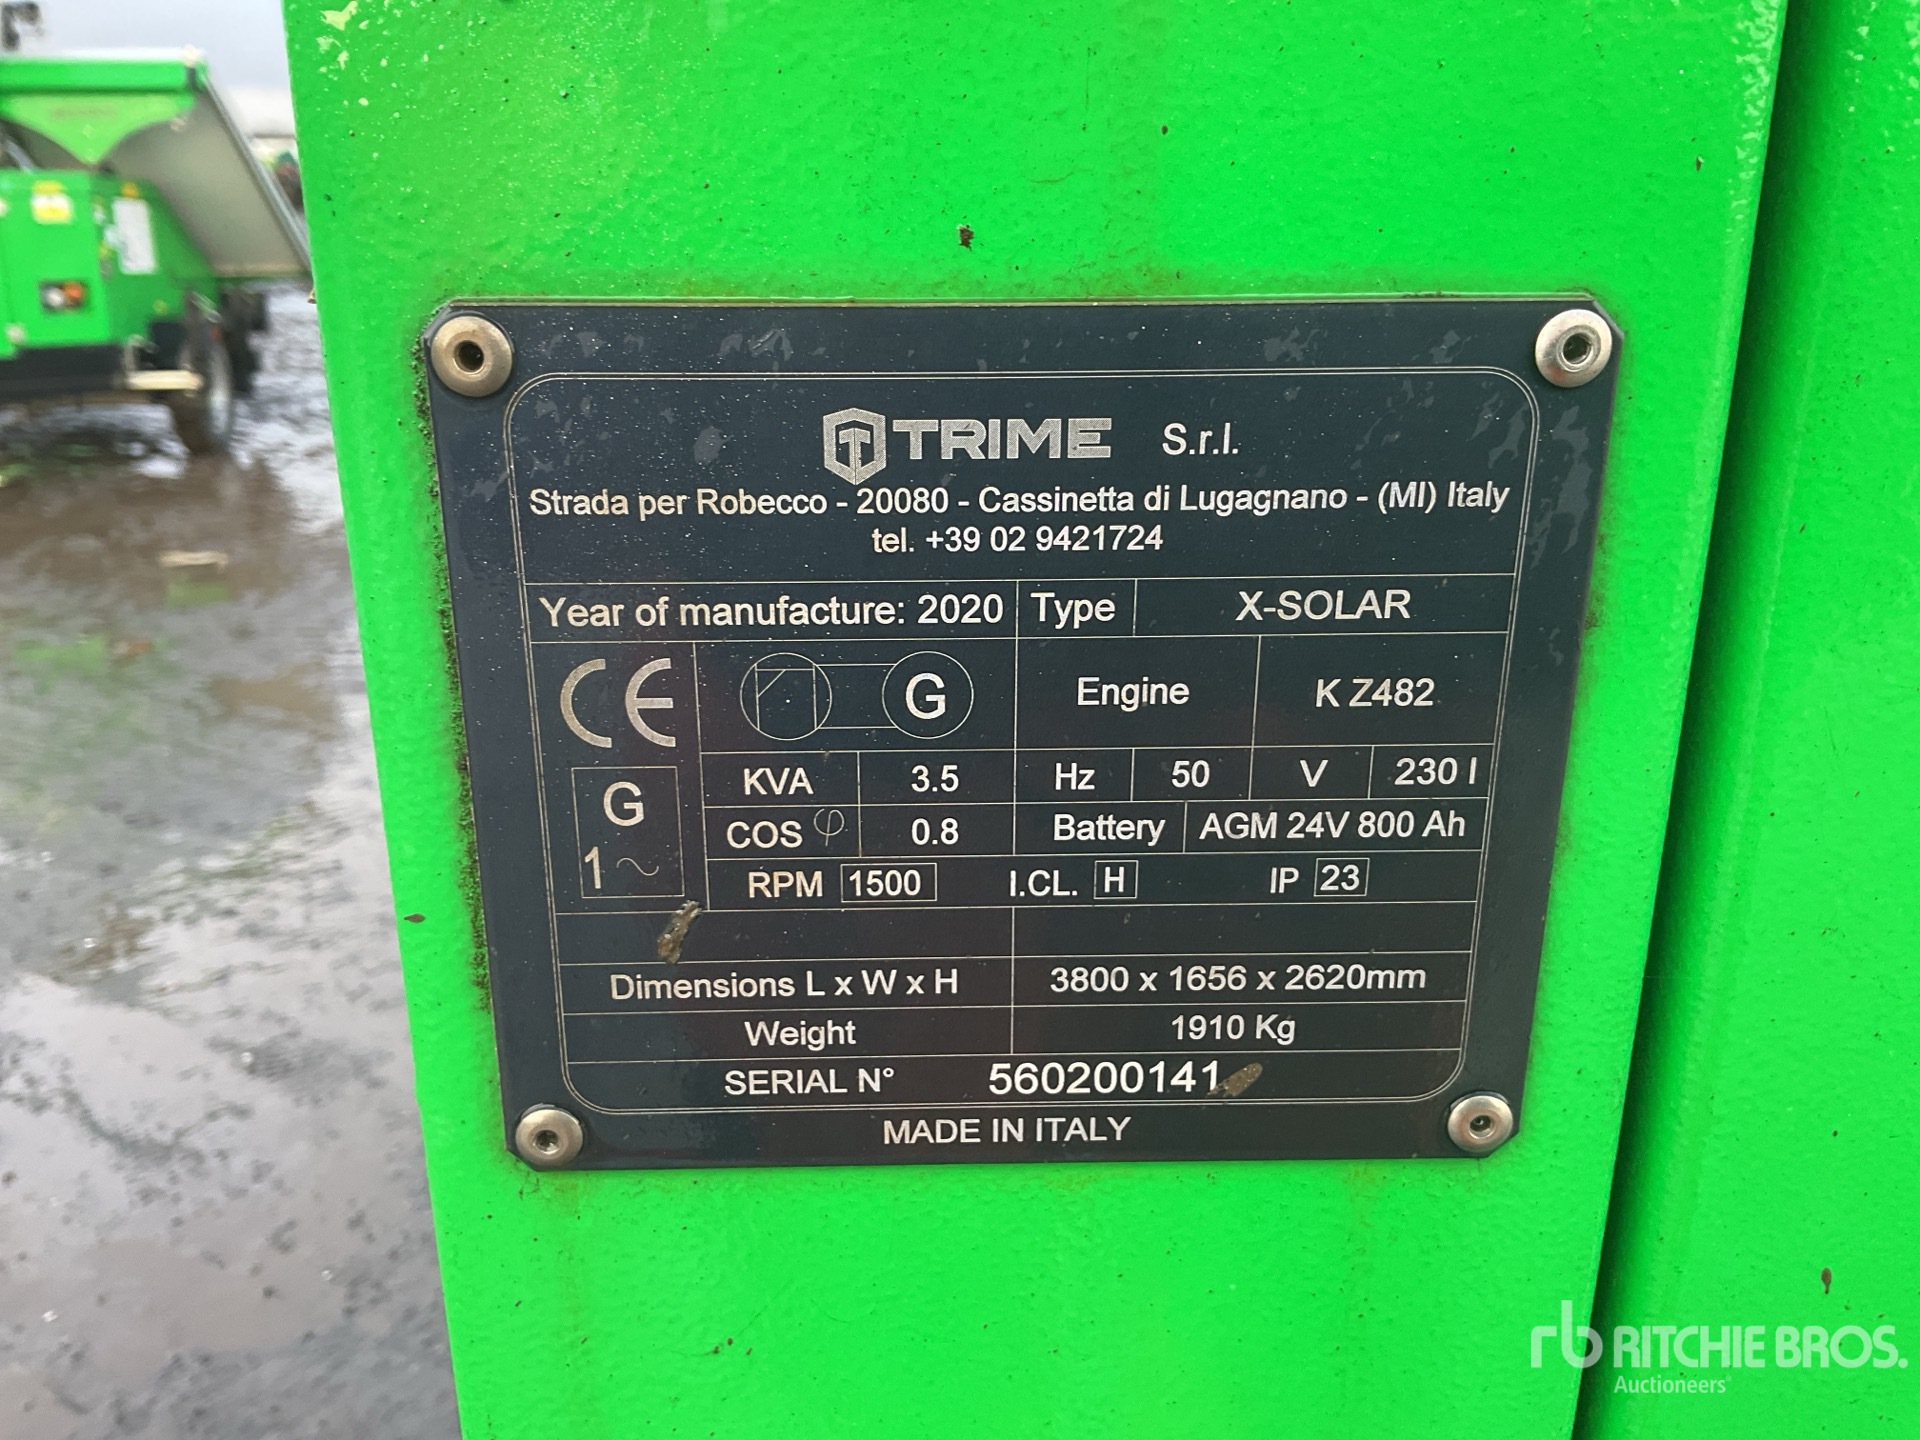 TRIME S.r.l.
Strada per Robecco - 20080 - Cassinetta di Lugagnano - (MI) Italy
tel. +39 02 9421724
Year of manufacture: 2020 Type X-SOLAR
CE G Engine K Z482
KVA 3.5 Hz 50 V 230 I
G
1~
COS φ 0.8 Battery AGM 24V 800 Ah
RPM 1500 I.CL. H IP 23
Dimensions L x W x H 3800 x 1656 x 2620mm
Weight 1910 Kg
SERIAL N° 560200141
MADE IN ITALY
rb RITCHIE BROS.
Auctioneers